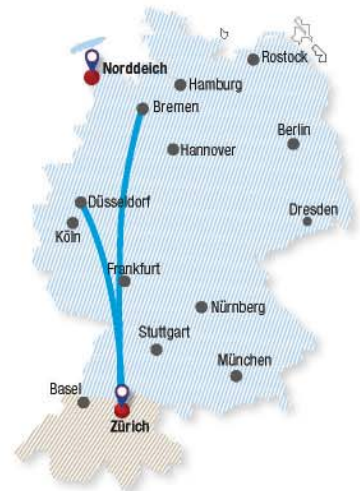 Rostock
Norddeich
Hamburg
Bremen
Berlin
Hannover
Düsseldorf
Dresden
Köln
Frankfurt
Nürnberg
Stuttgart
München
Basel
Zürich